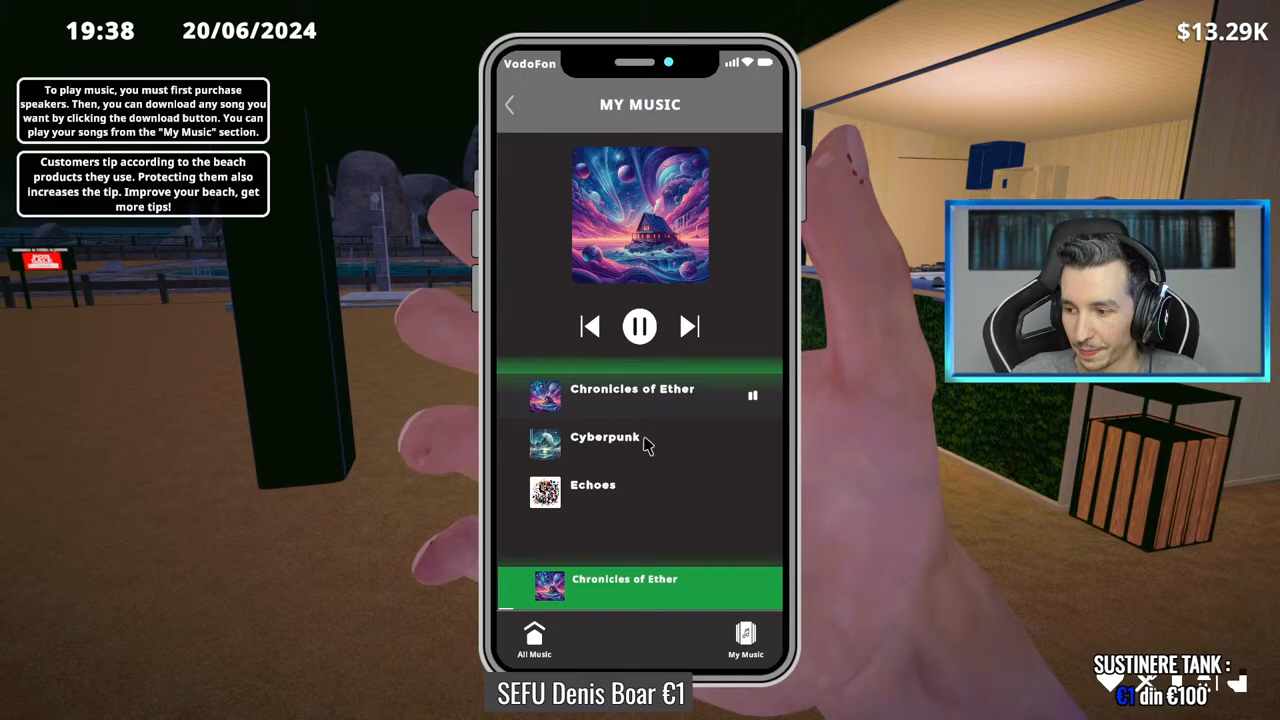 19:38
20/06/2024
$13.29K
To play music, you must first purchase
speakers. Then, you can download any song you
want by clicking the download button. You can
play your songs from the "My Music" section.
Customers tip according to the beach
products they use. Protecting them also
increases the tip. Improve your beach, get
more tips!
VodoFon
MY MUSIC
Chronicles of Ether
Cyberpunk
Echoes
Chronicles of Ether
All Music
My Music
SEFU Denis Boar €1
SUSTINERE TANK :
€1 din €100